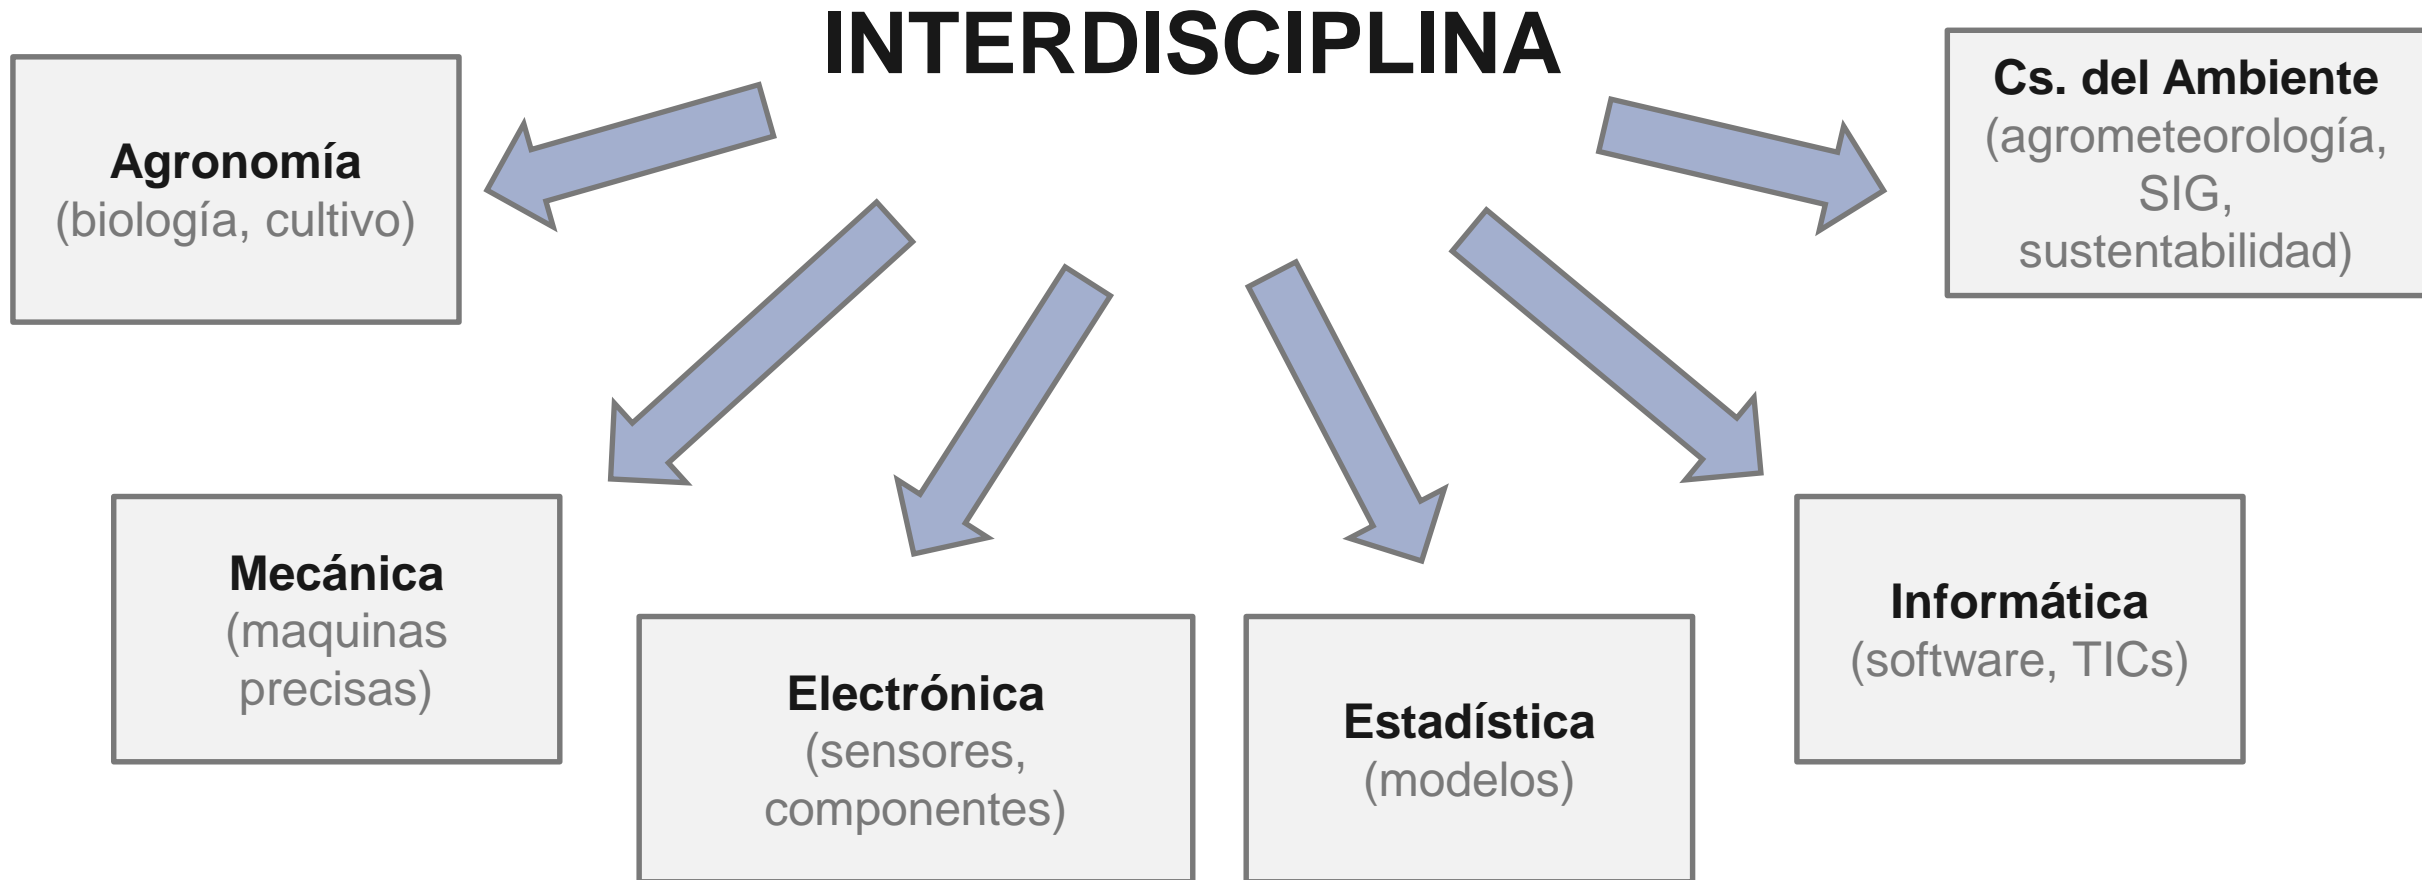 INTERDISCIPLINA
Agronomía
(biología, cultivo)
Cs. del Ambiente
(agrometeorología,
SIG,
sustentabilidad)
Mecánica
(maquinas
precisas)
Electrónica
(sensores,
componentes)
Estadística
(modelos)
Informática
(software, TICs)